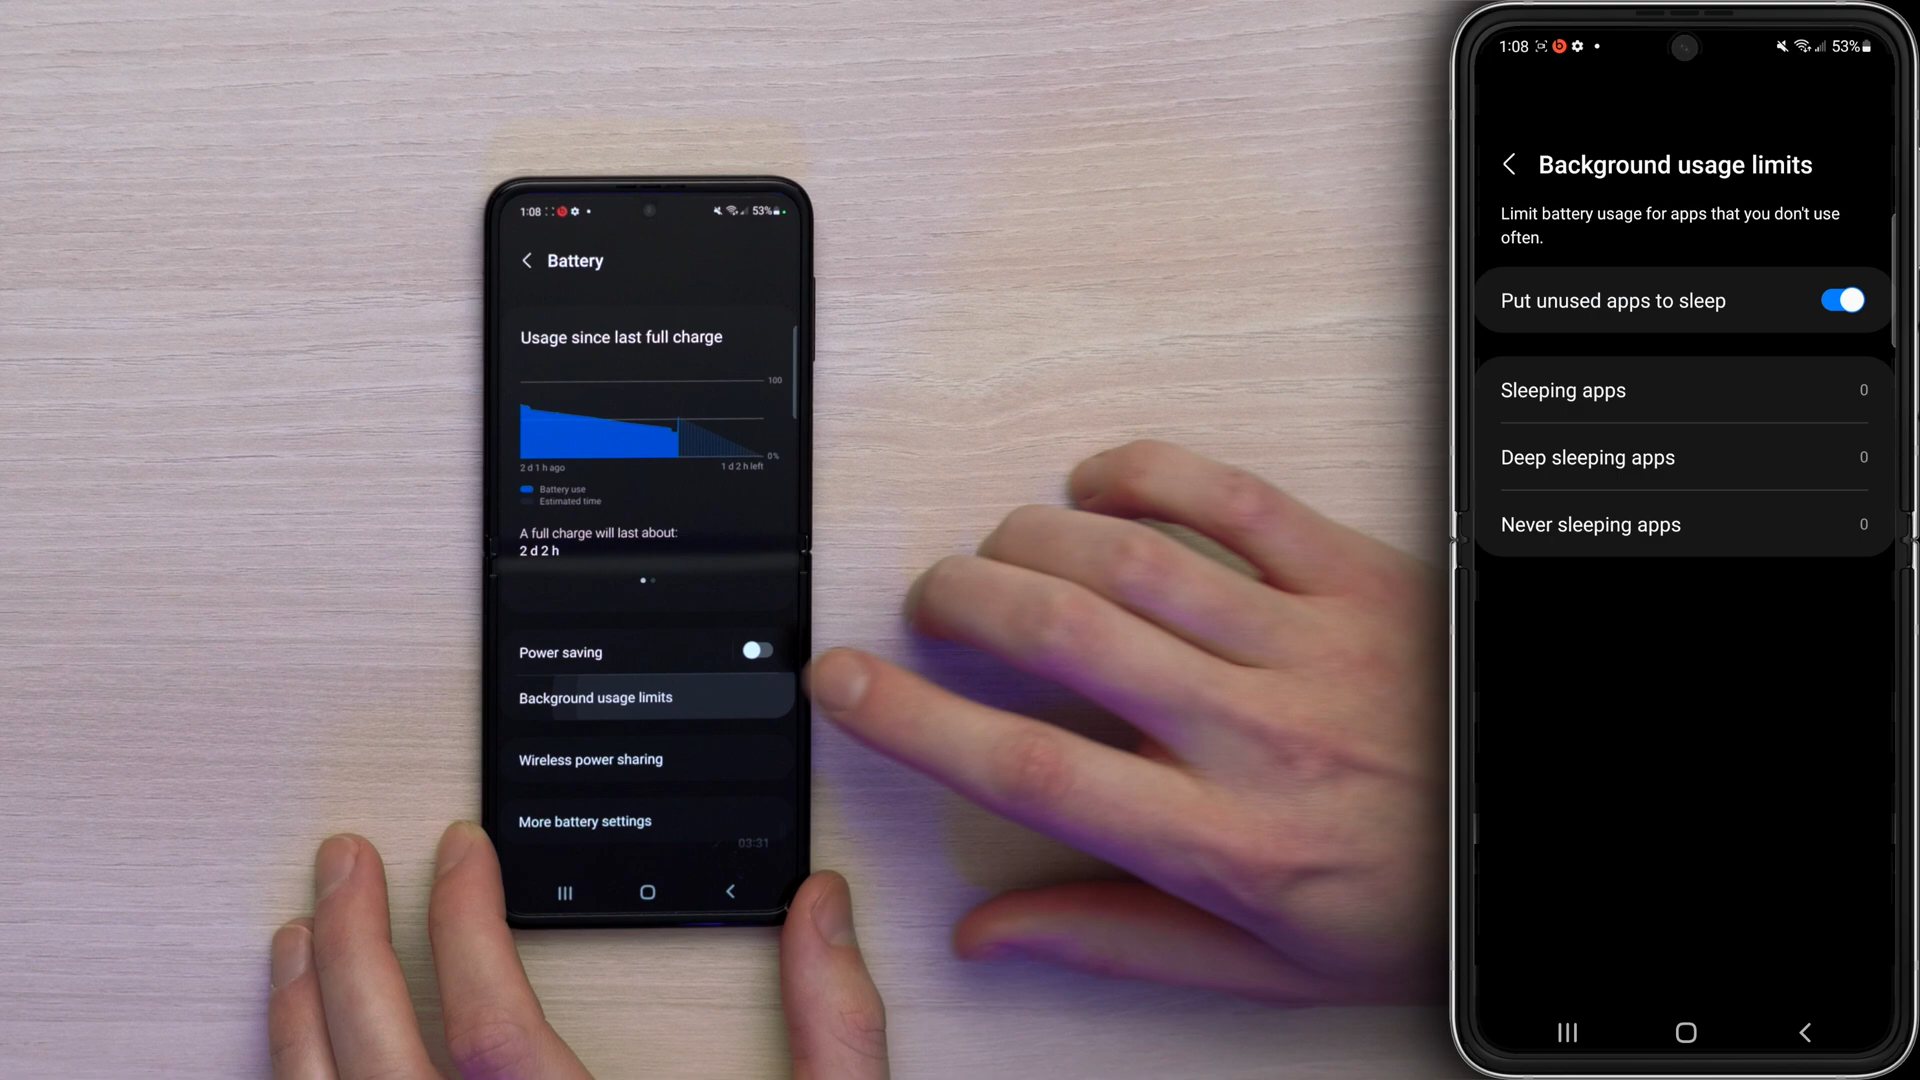 1:08
53%
Battery
Usage since last full charge
100
0%
2 d 1 h ago
1 d 2 h left
Battery use
Estimated time
A full charge will last about:
2 d 2 h
Power saving
Background usage limits
Wireless power sharing
More battery settings
03:31
1:08
53%
Background usage limits
Limit battery usage for apps that you don't use
often.
Put unused apps to sleep
Sleeping apps
0
Deep sleeping apps
0
Never sleeping apps
0